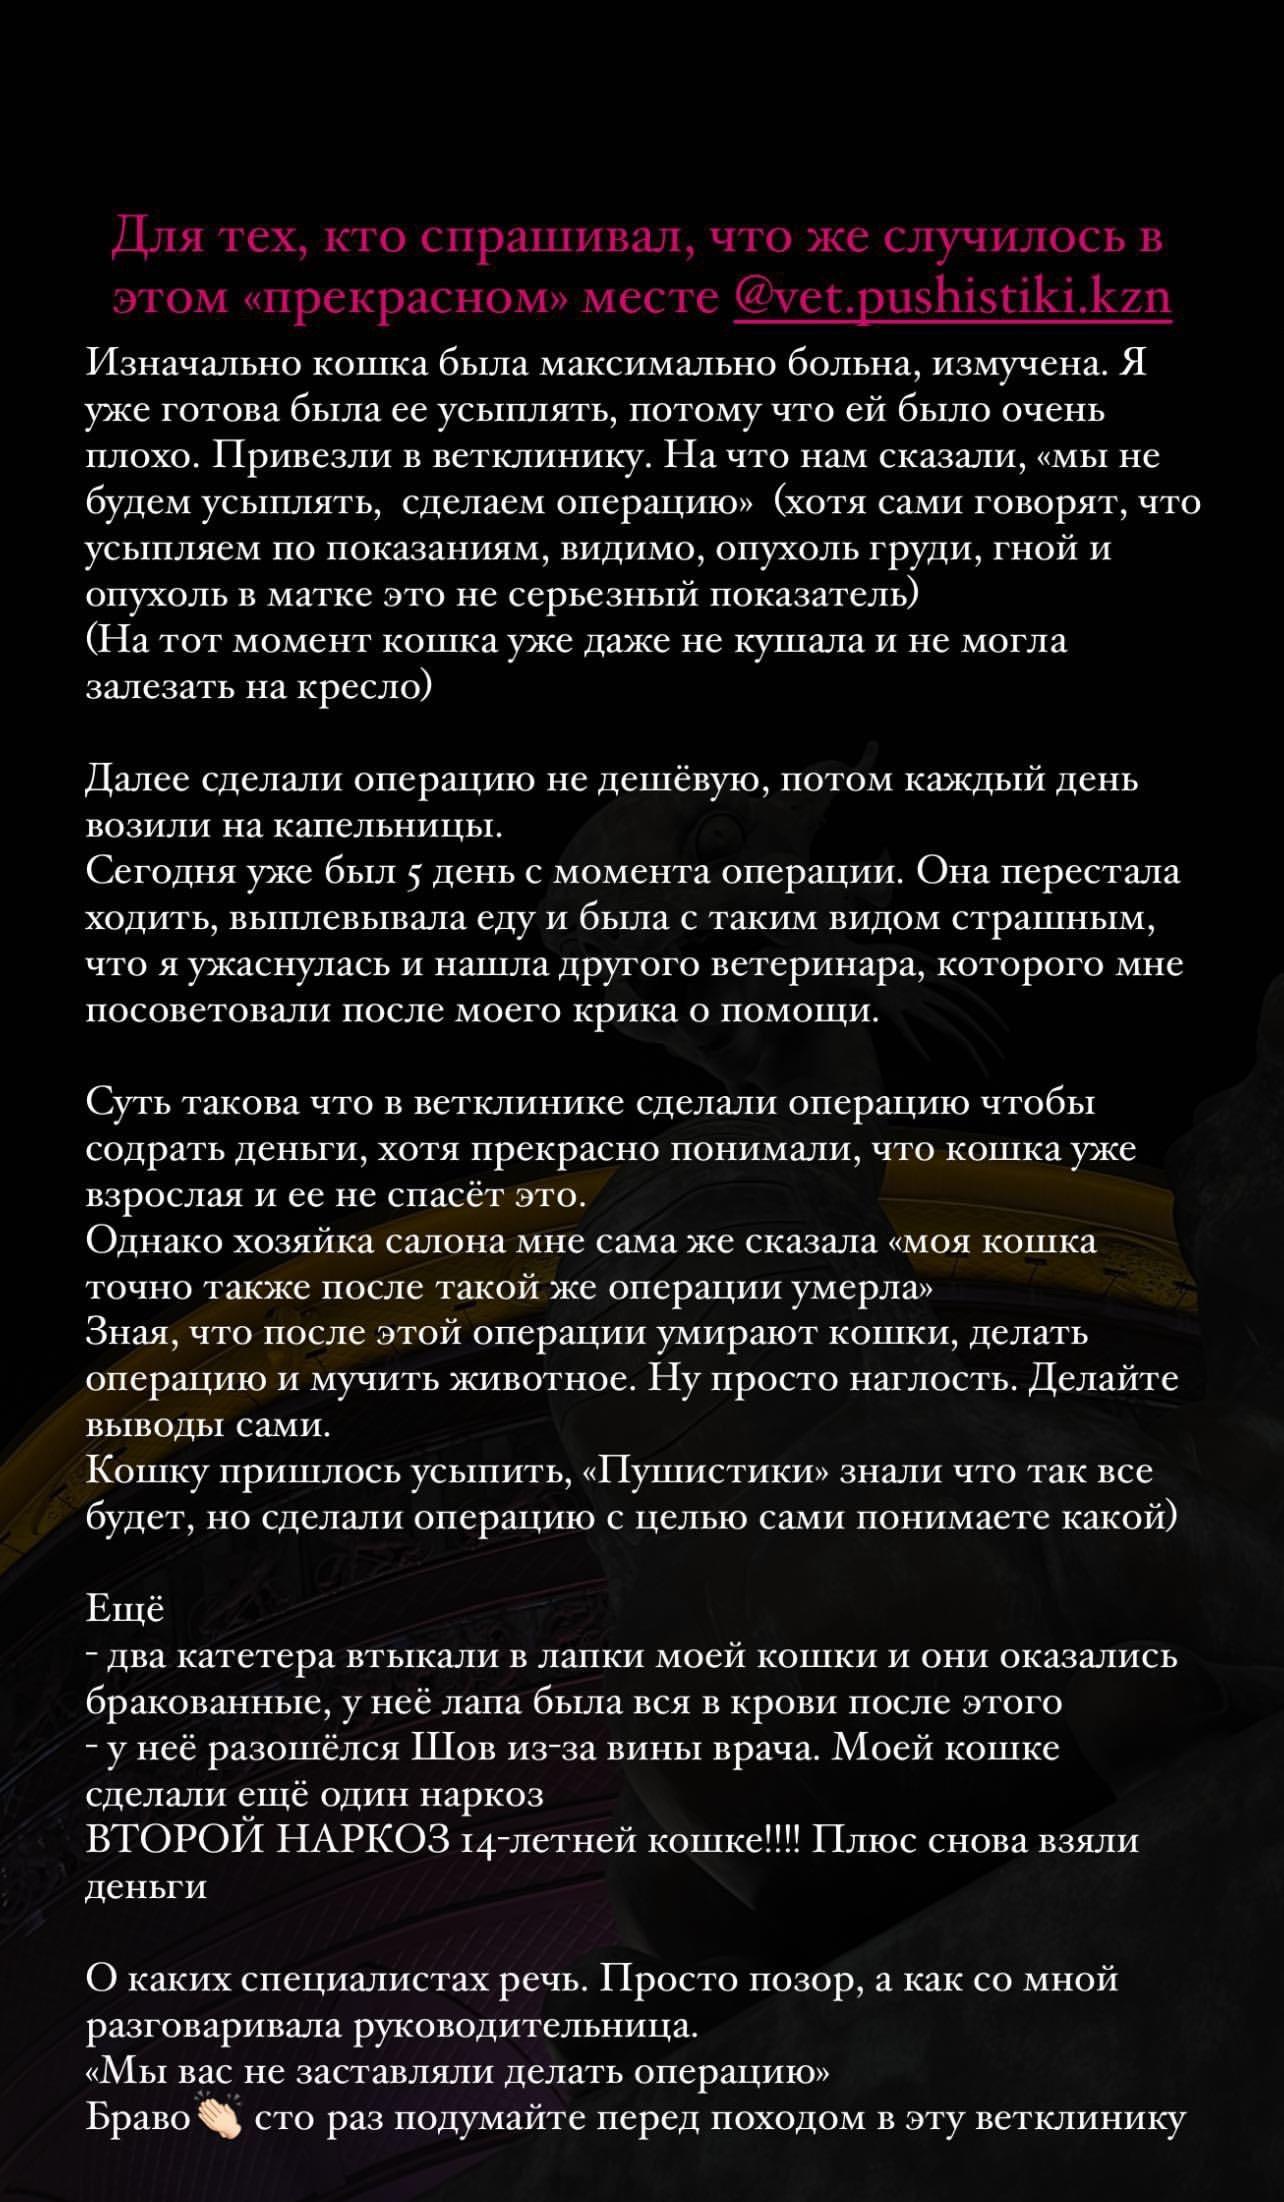 Для тех, кто спрашивал, что же случилось в
этом «прекрасном» месте @vet.pushistiki.kzn
Изначально кошка была максимально больна, измучена. Я
уже готова была ее усыплять, потому что ей было очень
плохо. Привезли в ветклинику. На что нам сказали, «мы не
будем усыплять,  сделаем операцию»  (хотя сами говорят, что
усыпляем по показаниям, видимо, опухоль груди, гной и
опухоль в матке это не серьезный показатель)
(На тот момент кошка уже даже не кушала и не могла
залезать на кресло)

Далее сделали операцию не дешёвую, потом каждый день
возили на капельницы.
Сегодня уже был 5 день с момента операции. Она перестала
ходить, выплевывала еду и была с таким видом страшным,
что я ужаснулась и нашла другого ветеринара, которого мне
посоветовали после моего крика о помощи.

Суть такова что в ветклинике сделали операцию чтобы
содрать деньги, хотя прекрасно понимали, что кошка уже
взрослая и ее не спасёт это.
Однако хозяйка салона мне сама же сказала «моя кошка
точно также после такой же операции умерла»
Зная, что после этой операции умирают кошки, делать
операцию и мучить животное. Ну просто наглость. Делайте
выводы сами.
Кошку пришлось усыпить, «Пушистики» знали что так все
будет, но сделали операцию с целью сами понимаете какой)

Ещё
- два катетера втыкали в лапки моей кошки и они оказались
бракованные, у неё лапа была вся в крови после этого
- у неё разошёлся Шов из-за вины врача. Моей кошке
сделали ещё один наркоз
ВТОРОЙ НАРКОЗ 14-летней кошке!!!! Плюс снова взяли
деньги

О каких специалистах речь. Просто позор, а как со мной
разговаривала руководительница.
«Мы вас не заставляли делать операцию»
Браво👏🏻 сто раз подумайте перед походом в эту ветклинику